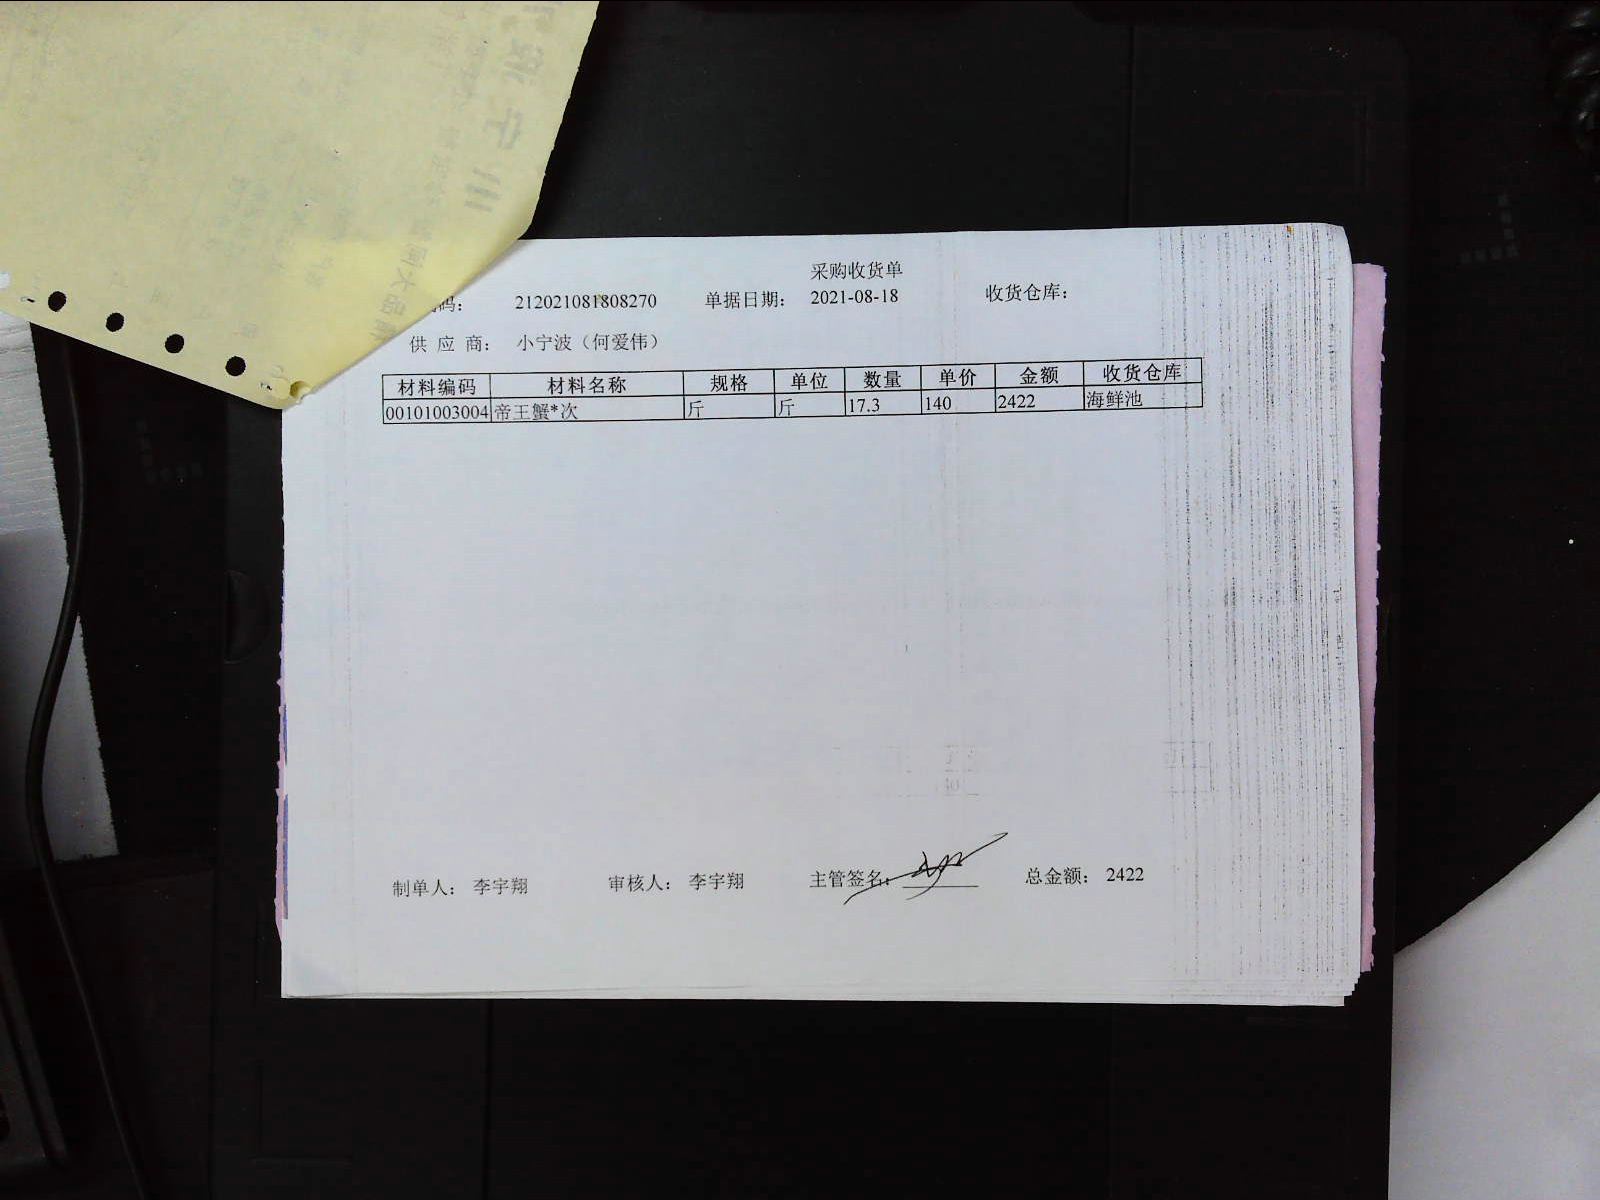 采购收货单
码： 212021081808270 单据日期： 2021-08-18 收货仓库：
供 应 商： 小宁波（何爱伟）
材料编码 材料名称 规格 单位 数量 单价 金额 收货仓库
00101003004 帝王蟹*次 斤 斤 17.3 140 2422 海鲜池
制单人： 李宇翔 审核人： 李宇翔 主管签名： 总金额： 2422